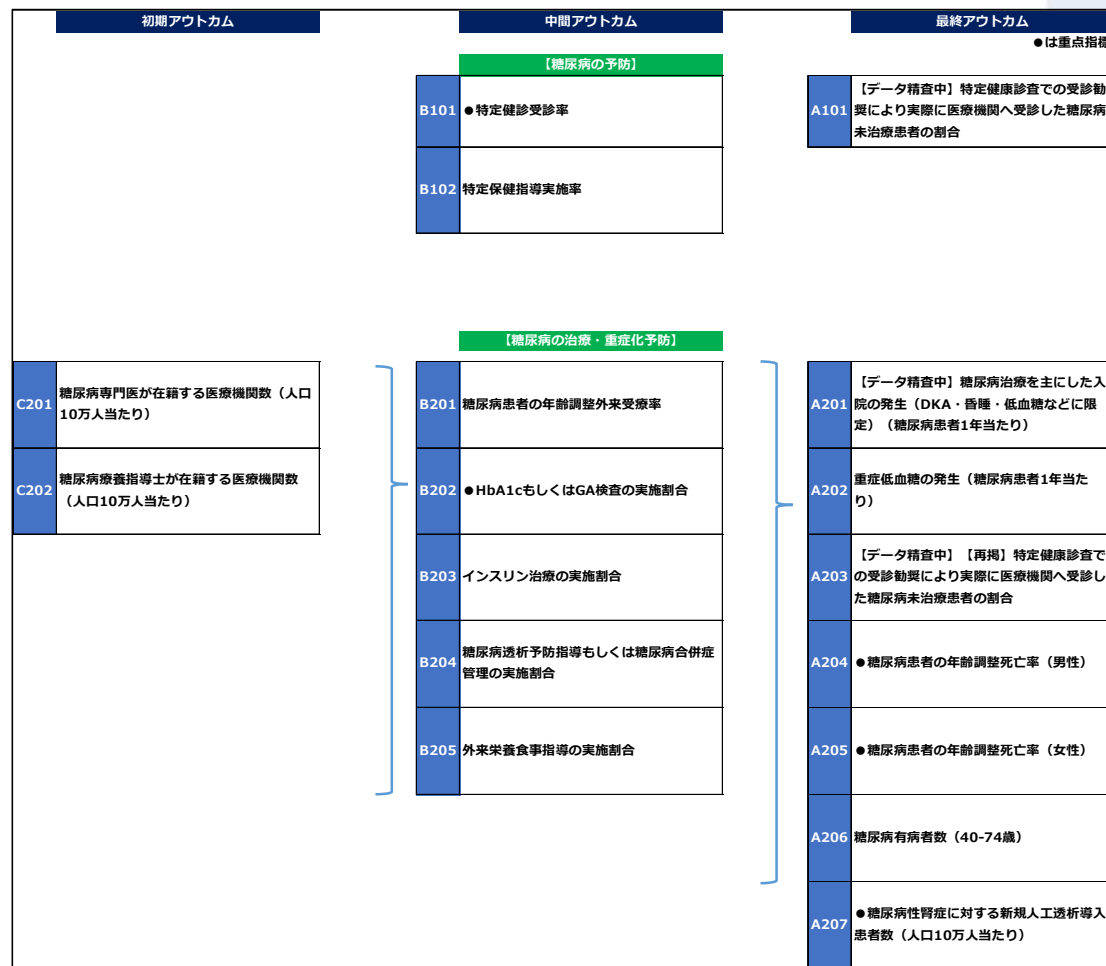 初期アウトカム
中間アウトカム
最終アウトカム
●は重点指標
【糖尿病の予防】
B101
●特定健診受診率
A101
【データ精査中】特定健康診査での受診勧
奨により実際に医療機関へ受診した糖尿病
未治療患者の割合
B102
特定保健指導実施率
【糖尿病の治療・重症化予防】
C201
糖尿病専門医が在籍する医療機関数（人口
10万人当たり）
B201
糖尿病患者の年齢調整外来受療率
A201
【データ精査中】糖尿病治療を主にした入
院の発生（DKA・昏睡・低血糖などに限
定）（糖尿病患者1年当たり）
C202
糖尿病療養指導士が在籍する医療機関数
（人口10万人当たり）
B202
●HbA1cもしくはGA検査の実施割合
A202
重症低血糖の発生（糖尿病患者1年当た
り）
B203
インスリン治療の実施割合
A203
【データ精査中】【再掲】特定健康診査で
の受診勧奨により実際に医療機関へ受診し
た糖尿病未治療患者の割合
B204
糖尿病透析予防指導もしくは糖尿病合併症
管理の実施割合
A204
●糖尿病患者の年齢調整死亡率（男性）
B205
外来栄養食事指導の実施割合
A205
●糖尿病患者の年齢調整死亡率（女性）
A206
糖尿病有病者数（40-74歳）
A207
●糖尿病性腎症に対する新規人工透析導入
患者数（人口10万人当たり）